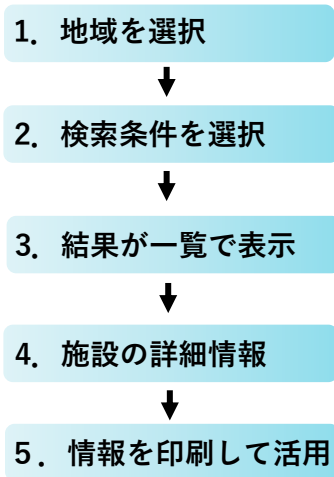 1．地域を選択
2．検索条件を選択
3．結果が一覧で表示
4．施設の詳細情報
５．情報を印刷して活用